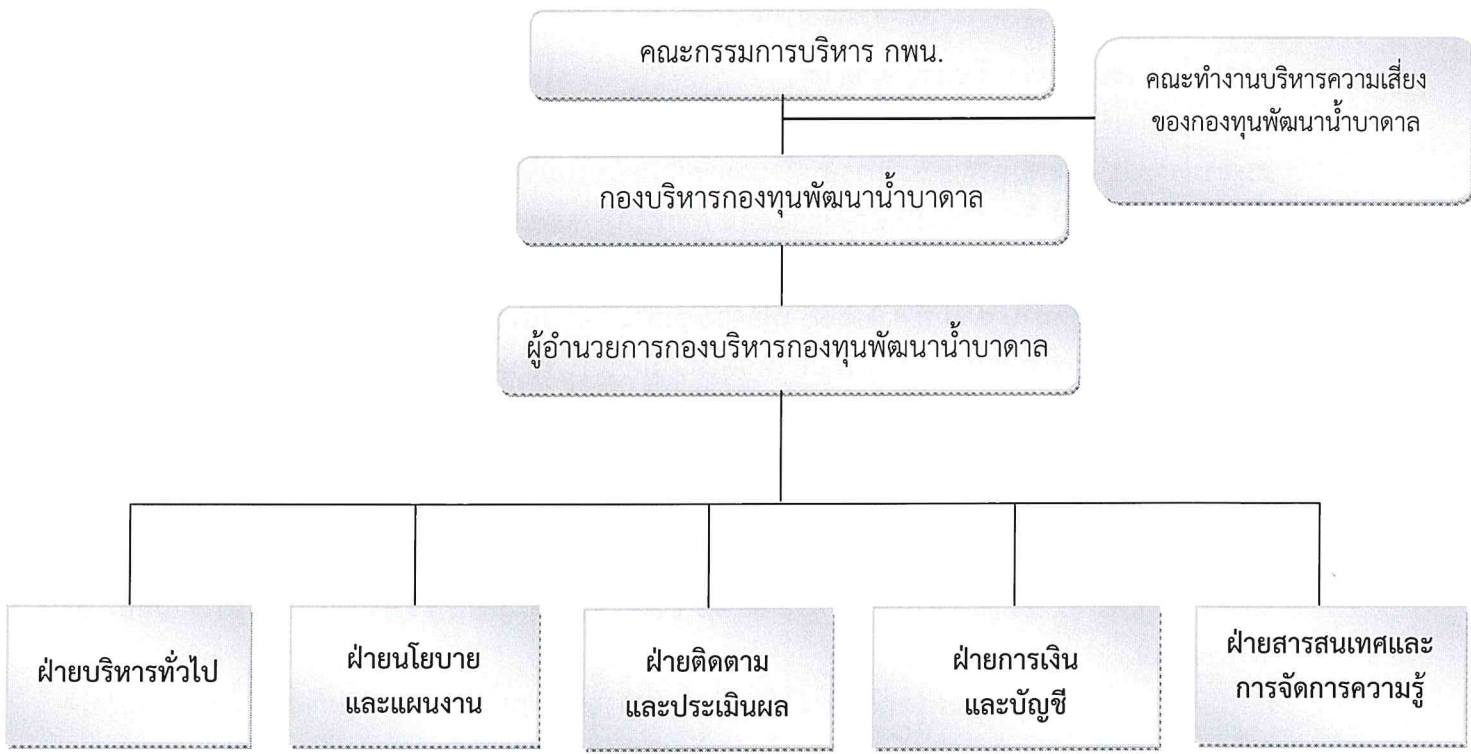 คณะกรรมการบริหาร กพน.
คณะทำงานบริหารความเสี่ยง
ของกองทุนพัฒนาน้ำบาดาล
กองบริหารกองทุนพัฒนาน้ำบาดาล
ผู้อำนวยการกองบริหารกองทุนพัฒนาน้ำบาดาล
ฝ่ายบริหารทั่วไป
ฝ่ายนโยบาย
และแผนงาน
ฝ่ายติดตาม
และประเมินผล
ฝ่ายการเงิน
และบัญชี
ฝ่ายสารสนเทศและ
การจัดการความรู้